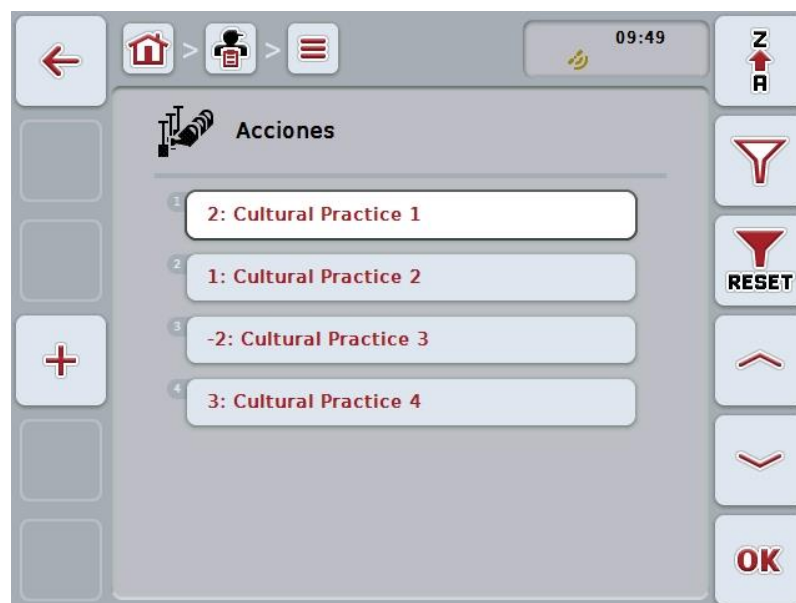 09:49
Z
A
Acciones
1
2: Cultural Practice 1
2
1: Cultural Practice 2
RESET
3
-2: Cultural Practice 3
4
3: Cultural Practice 4
OK